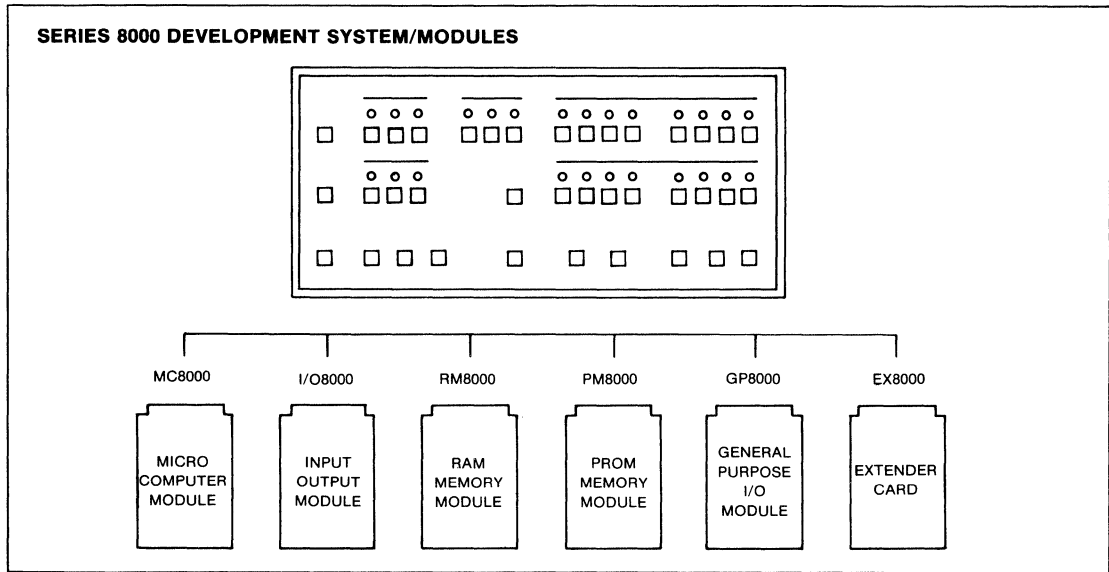 SERIES 8000 DEVELOPMENT SYSTEM/MODULES
MC8000
I/O8000
RM8000
PM8000
GP8000
EX8000
MICRO
COMPUTER
MODULE
INPUT
OUTPUT
MODULE
RAM
MEMORY
MODULE
PROM
MEMORY
MODULE
GENERAL
PURPOSE
I/O
MODULE
EXTENDER
CARD